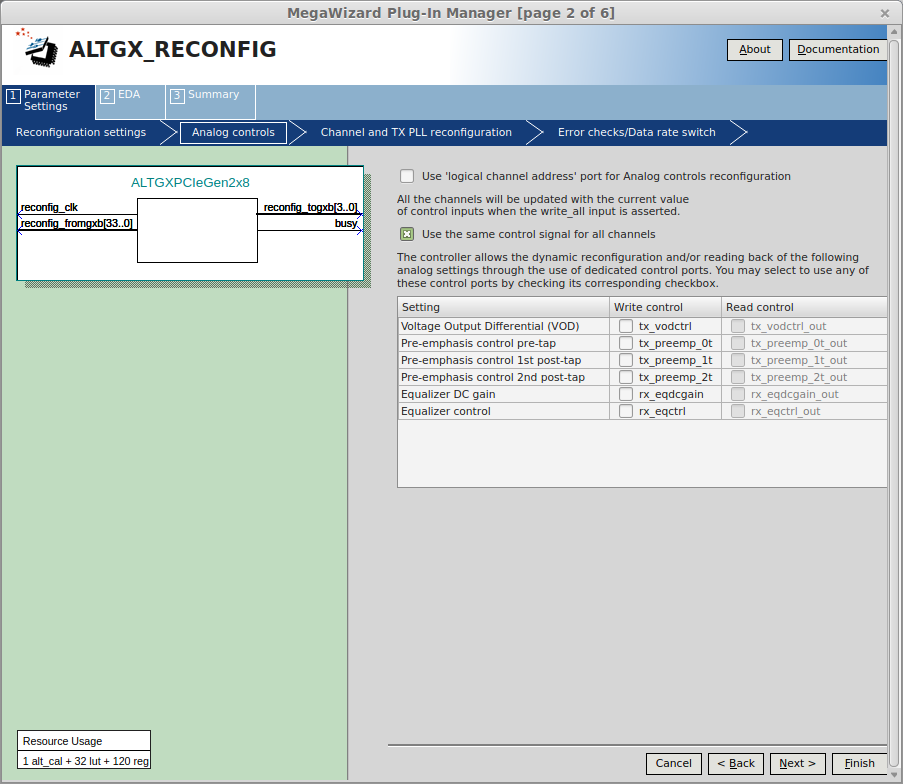 MegaWizard Plug-In Manager [page 2 of 6]
ALTGX_RECONFIG
About
Documentation
1 Parameter Settings
2 EDA
3 Summary
Reconfiguration settings
Analog controls
Channel and TX PLL reconfiguration
Error checks/Data rate switch
ALTGXPCIeGen2x8
reconfig_clk
reconfig_togxb[3..0]
reconfig_fromgxb[33..0]
busy
Use 'logical channel address' port for Analog controls reconfiguration
All the channels will be updated with the current value
of control inputs when the write_all input is asserted.
Use the same control signal for all channels
The controller allows the dynamic reconfiguration and/or reading back of the following
analog settings through the use of dedicated control ports. You may select to use any of
these control ports by checking its corresponding checkbox.
Setting Write control Read control
Voltage Output Differential (VOD) tx_vodctrl tx_vodctrl_out
Pre-emphasis control pre-tap tx_preemp_0t tx_preemp_0t_out
Pre-emphasis control 1st post-tap tx_preemp_1t tx_preemp_1t_out
Pre-emphasis control 2nd post-tap tx_preemp_2t tx_preemp_2t_out
Equalizer DC gain rx_eqdcgain rx_eqdcgain_out
Equalizer control rx_eqctrl rx_eqctrl_out
Resource Usage
1 alt_cal + 32 lut + 120 reg
Cancel
< Back
Next >
Finish